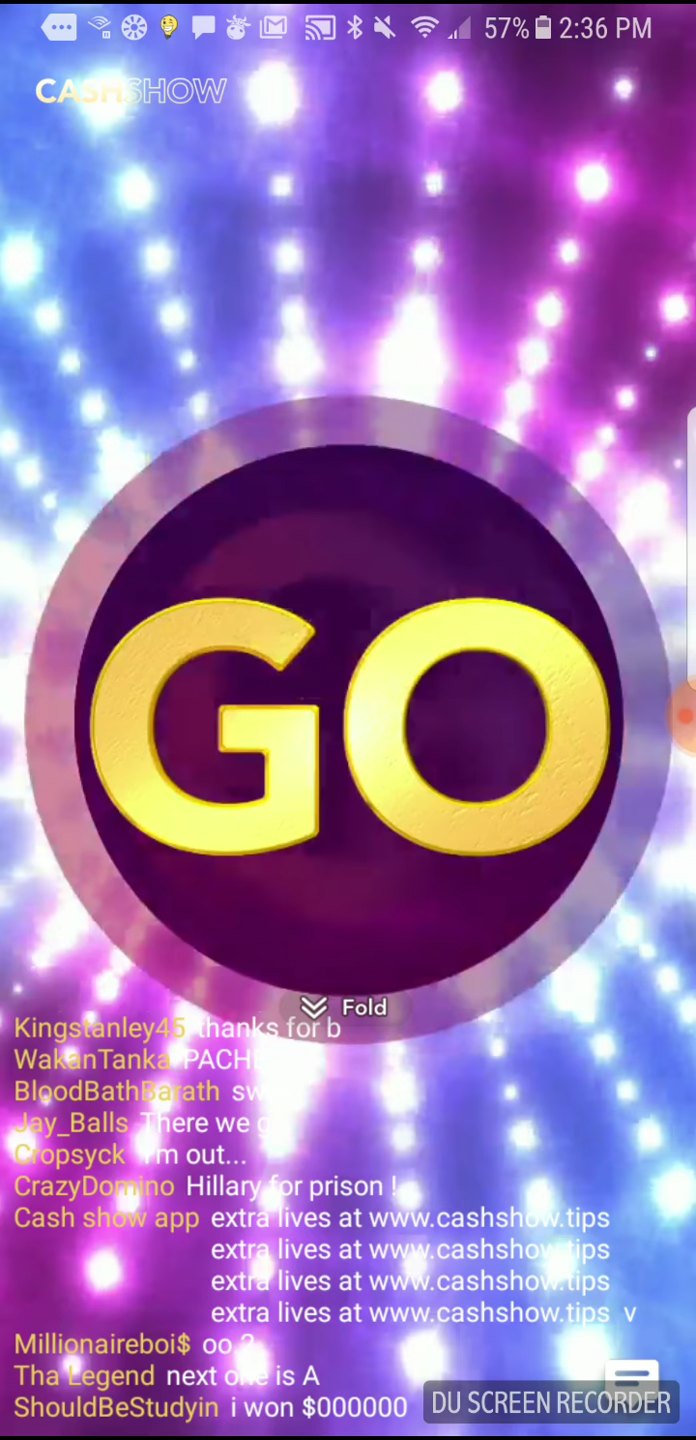 57% 2:36 PM
CASHSHOW
GO
Fold
Kingstanley45 thanks for b
WakanTanka PACH
BloodBathBarath sw
Jay_Balls There we g
Cropsyck I'm out...
CrazyDomino Hillary for prison !
Cash show app extra lives at www.cashshow.tips
extra lives at www.cashshow.tips
extra lives at www.cashshow.tips
extra lives at www.cashshow.tips v
Millionaireboi$ oo ?
Tha Legend next one is A
ShouldBeStudyin i won $000000
DU SCREEN RECORDER